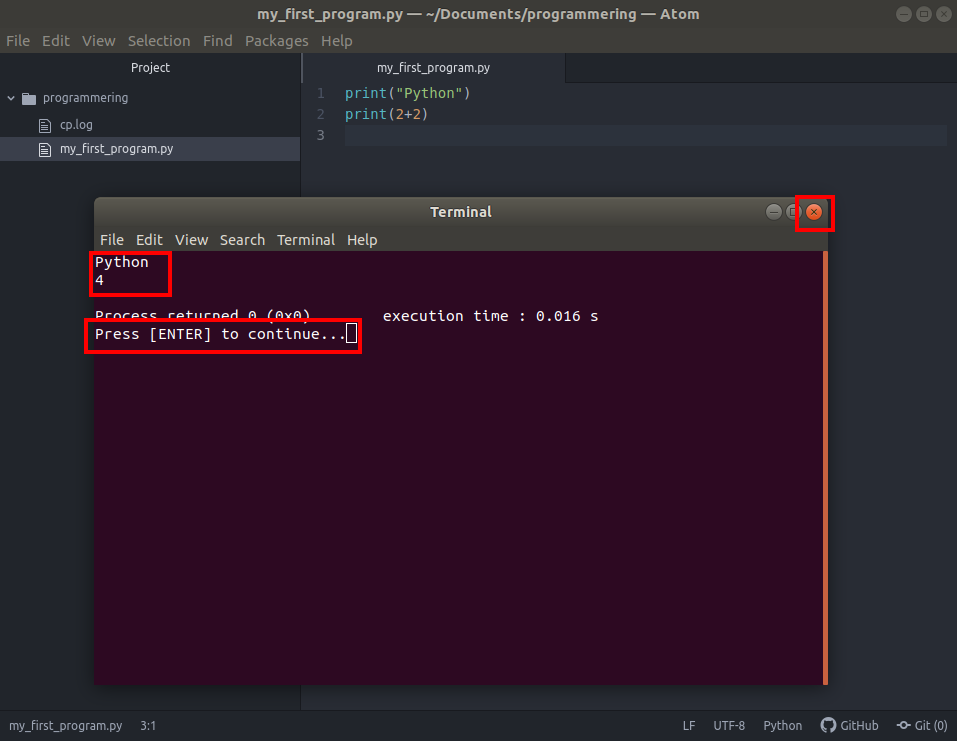 my_first_program.py — ~/Documents/programmering — Atom
File Edit View Selection Find Packages Help
Project
my_first_program.py
programmering
cp.log
my_first_program.py
1 print("Python")
2 print(2+2)
3
Terminal
File Edit View Search Terminal Help
Python
4
Process returned 0 (0x0) execution time : 0.016 s
Press [ENTER] to continue...
my_first_program.py 3:1 LF UTF-8 Python GitHub Git (0)